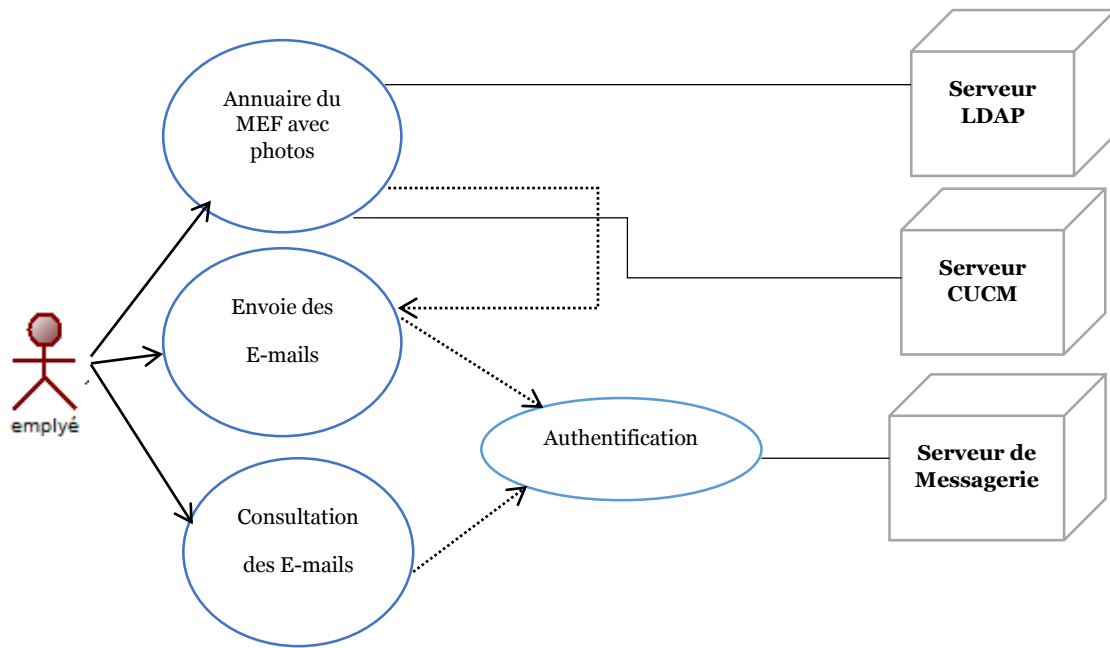 Annuaire du
MEF avec
photos
Serveur
LDAP
Serveur
CUCM
Envoie des
E-mails
emplyé
Authentification
Serveur de
Messagerie
Consultation
des E-mails